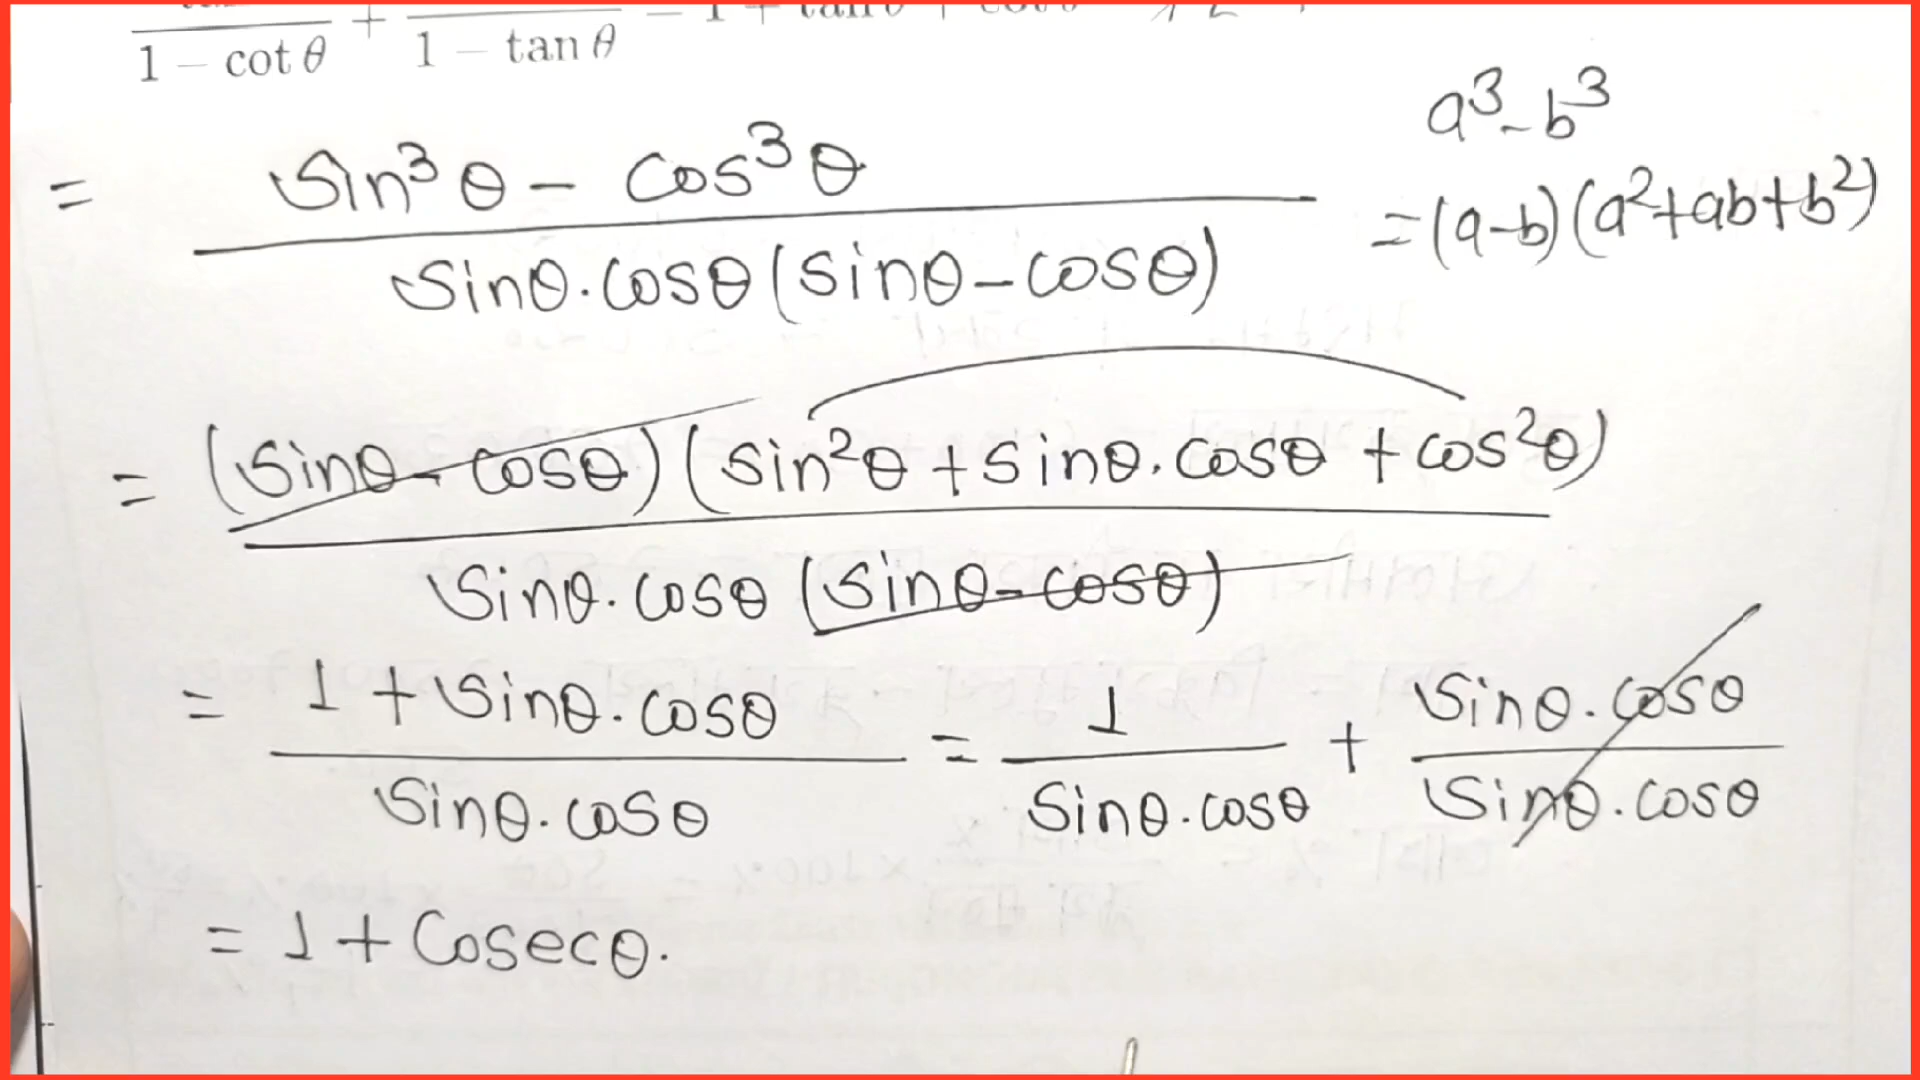 1 − cot θ + 1 − tan θ
= sin³θ − cos³θ
sinθ.cosθ(sinθ−cosθ)
a³−b³
=(a−b)(a²+ab+b²)
= (sinθ−cosθ)(sin²θ+sinθ.cosθ+cos²θ)
sinθ.cosθ(sinθ−cosθ)
= 1+sinθ.cosθ = 1 + sinθ.cosθ
sinθ.cosθ sinθ.cosθ sinθ.cosθ
= 1+Cosecθ.